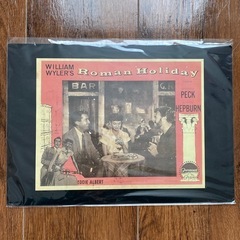 WILLIAM
WYLER'S
Roman Holiday
PECK
HEPBURN
BAR
EDDIE ALBERT